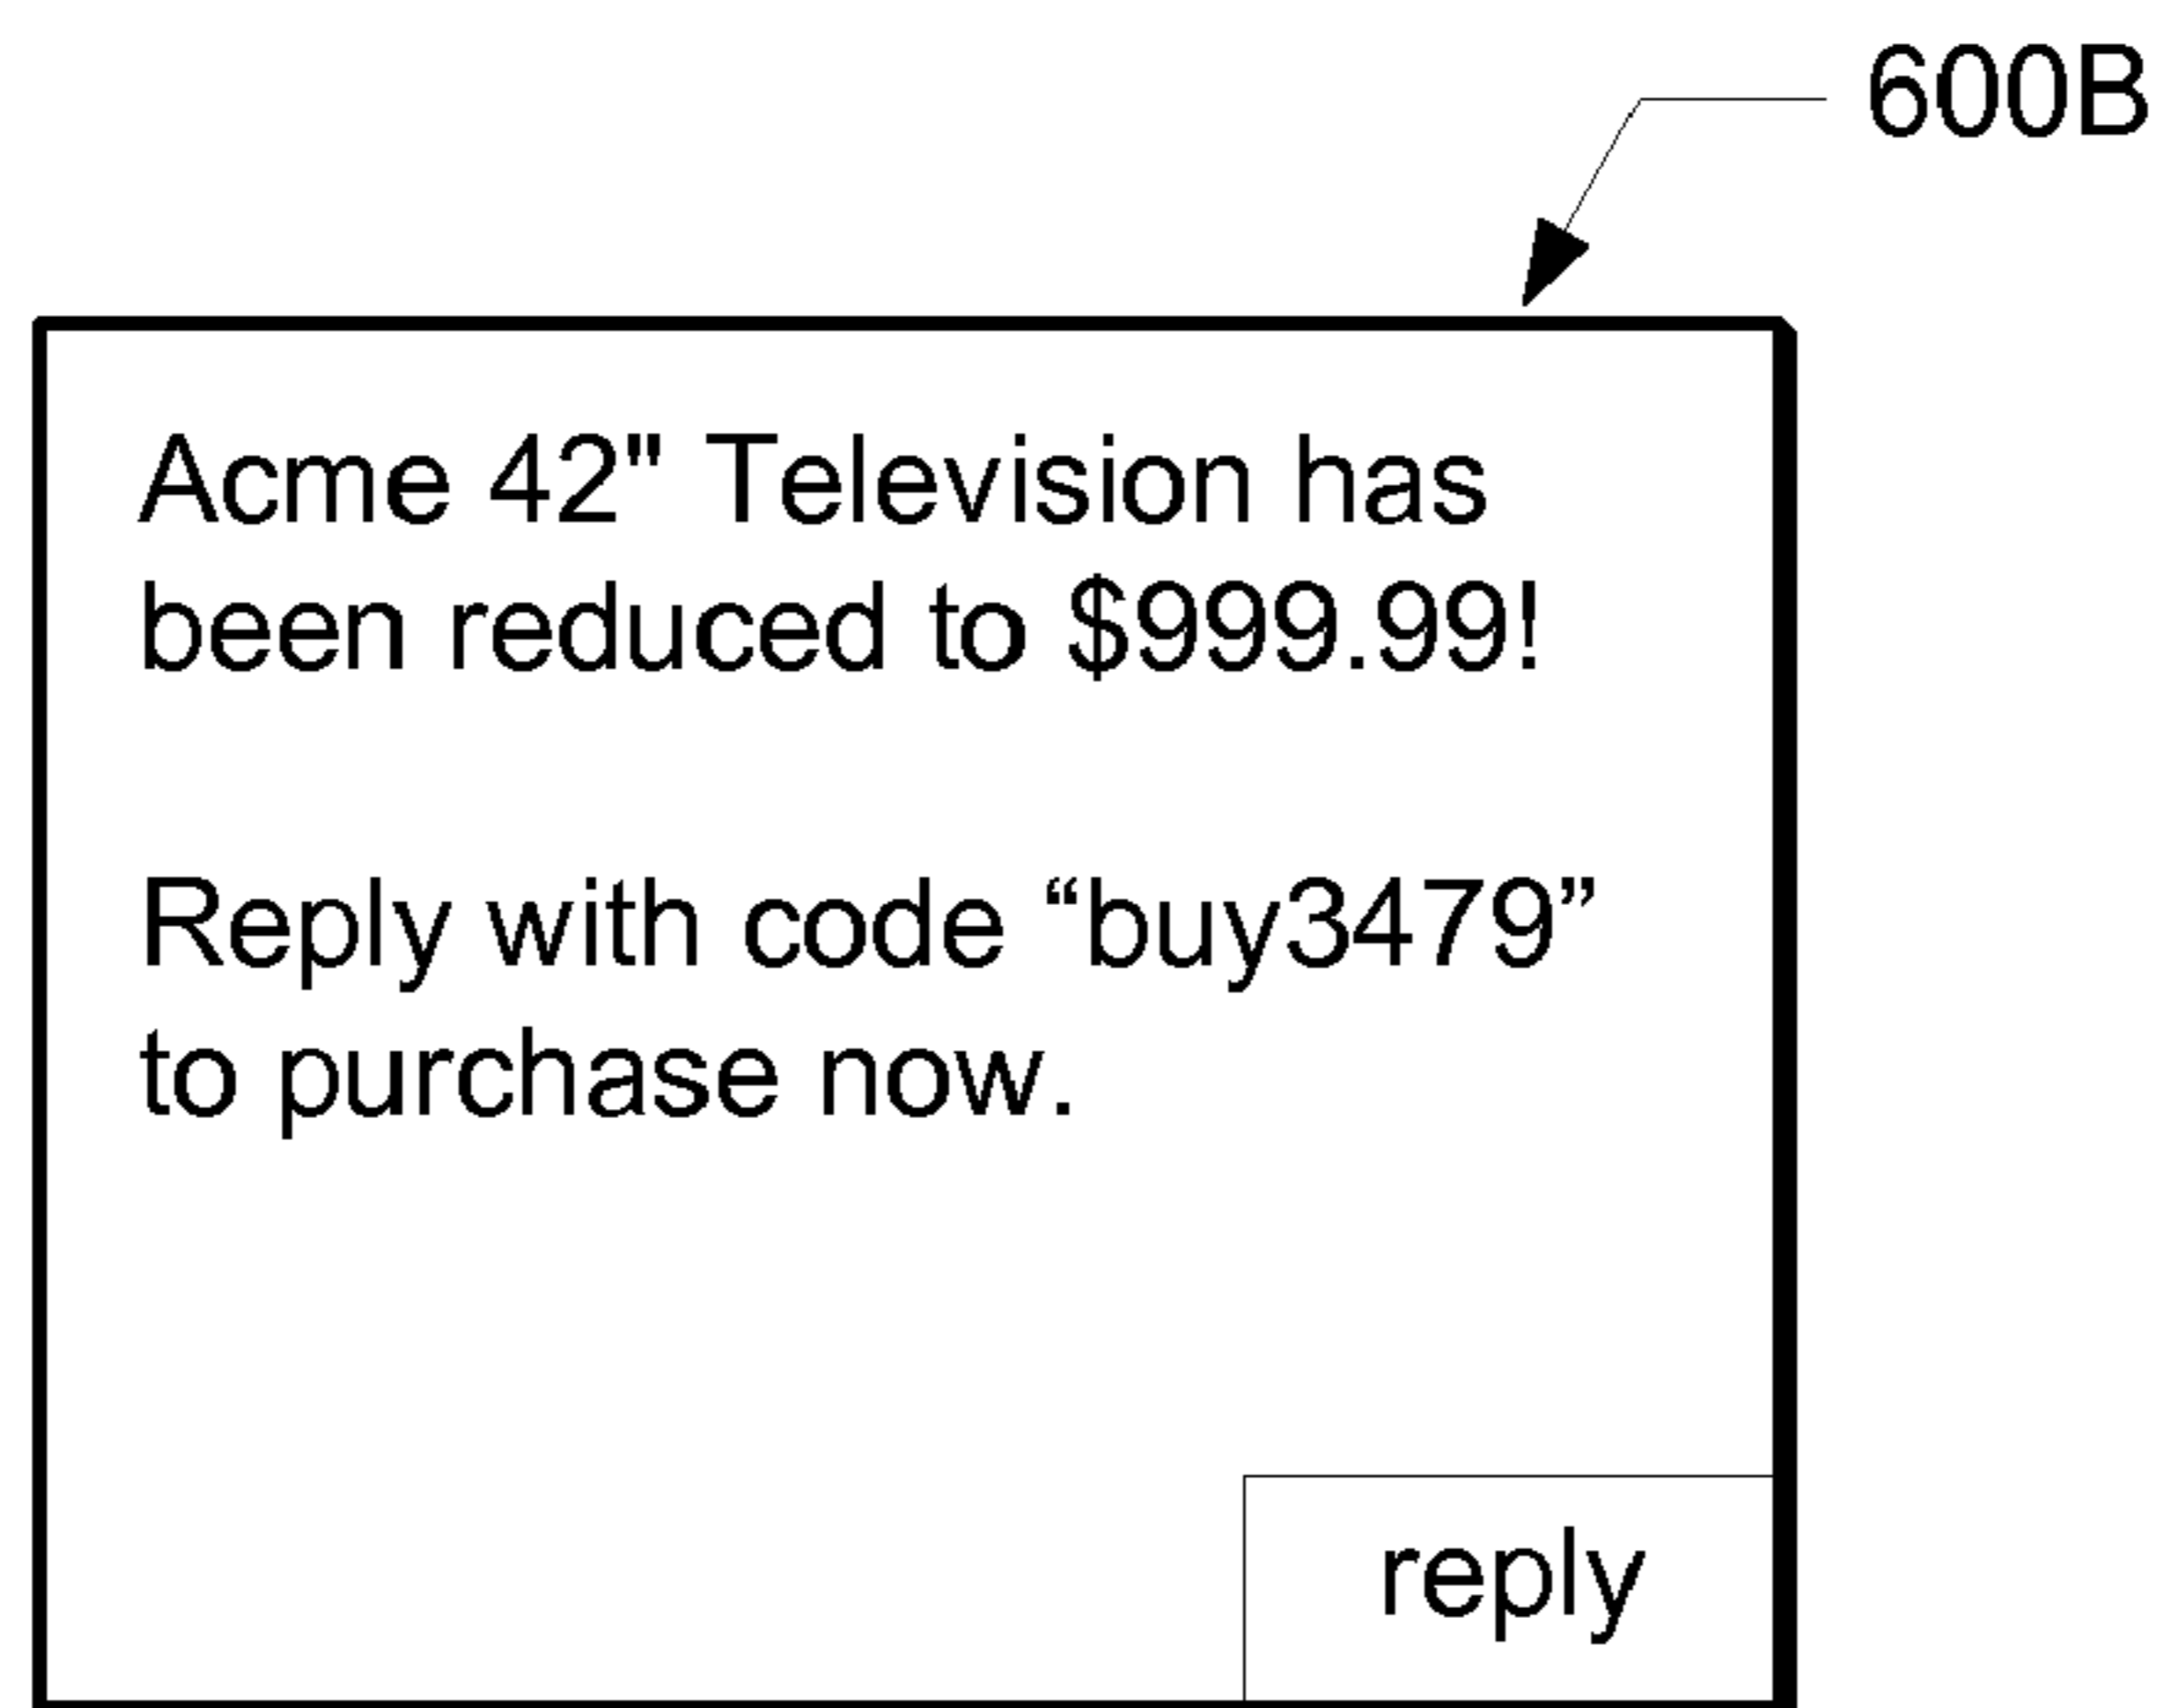 600B
Acme 42" Television has
been reduced to $999.99!
Reply with code “buy3479”
to purchase now.
reply